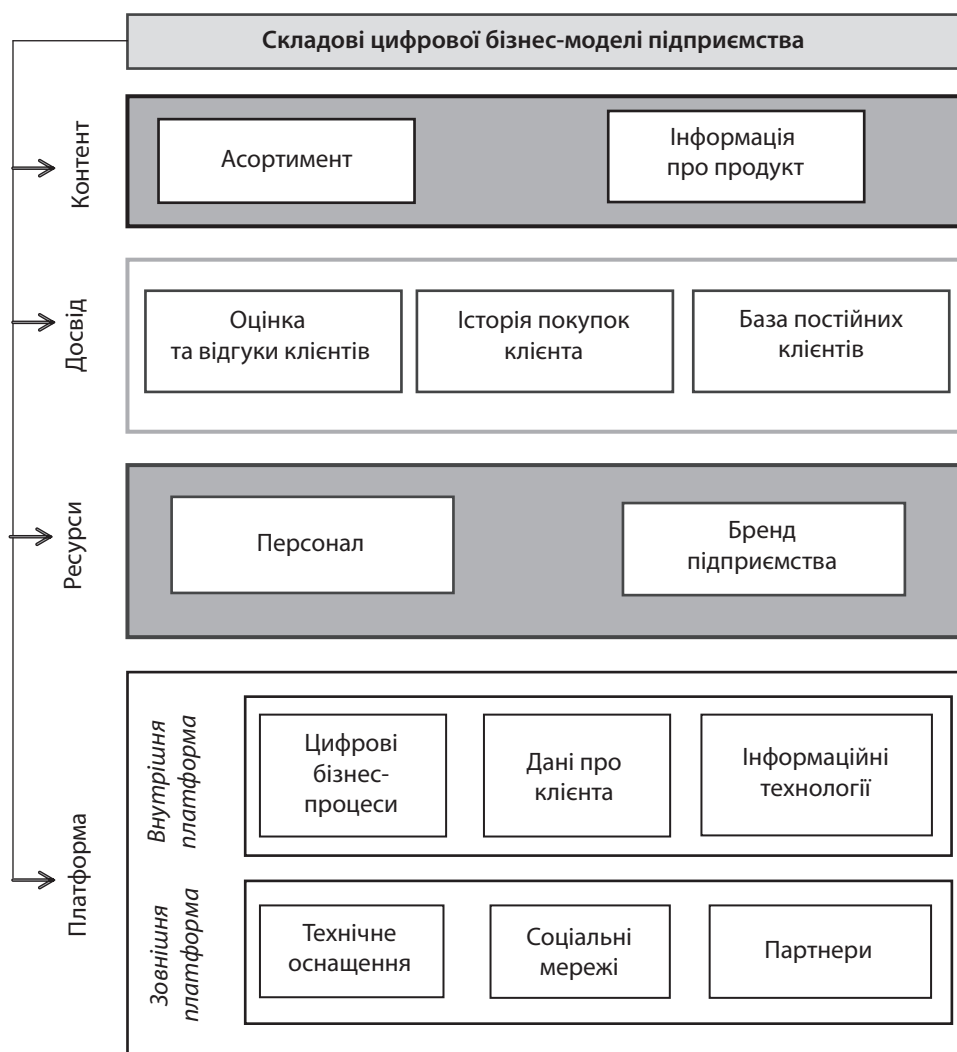 Складові цифрової бізнес-моделі підприємства
Контент
Асортимент
Інформація
про продукт
Досвід
Оцінка
та відгуки клієнтів
Історія покупок
клієнта
База постійних
клієнтів
Ресурси
Персонал
Бренд
підприємства
Платформа
Внутрішня
платформа
Цифрові
бізнес-
процеси
Дані про
клієнта
Інформаційні
технології
Зовнішня
платформа
Технічне
оснащення
Соціальні
мережі
Партнери